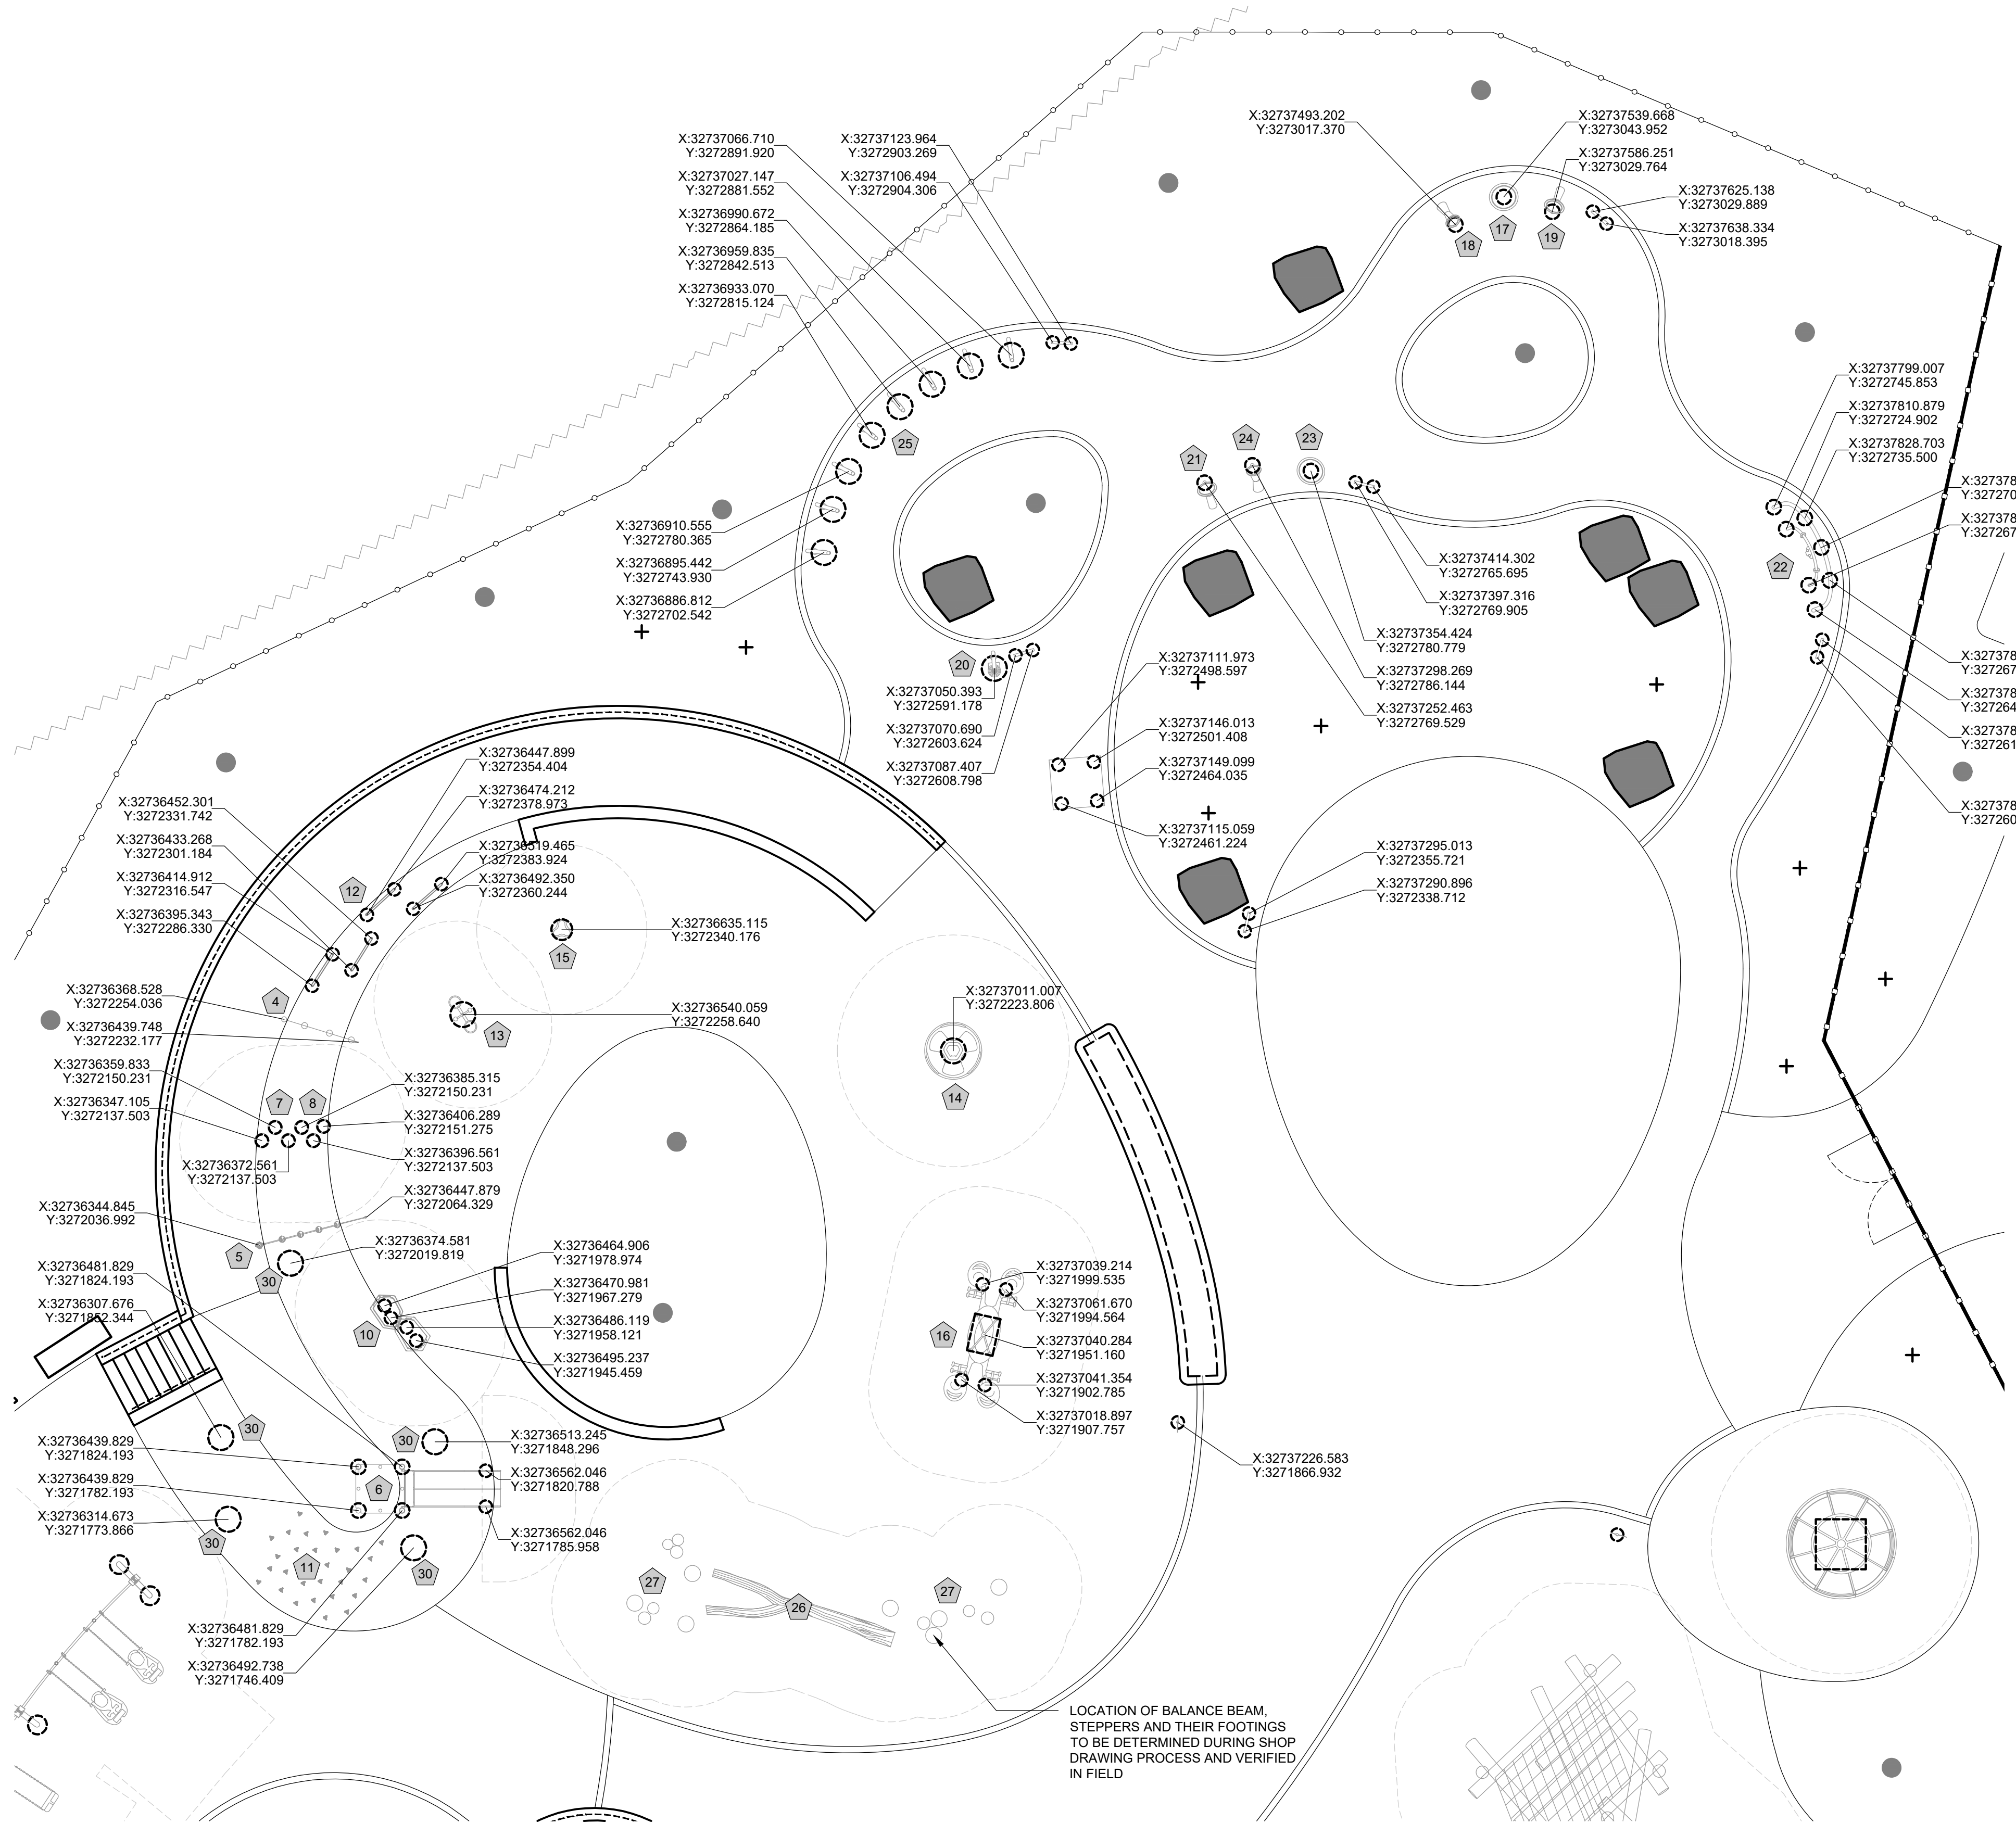 X:32737066.710
Y:3272891.920
X:32737027.147
Y:3272881.552
X:32736990.672
Y:3272864.185
X:32736959.835
Y:3272842.513
X:32736933.070
Y:3272815.124
X:32737123.964
Y:3272903.269
X:32737106.494
Y:3272904.306
X:32737493.202
Y:3273017.370
X:32737539.668
Y:3273043.952
X:32737586.251
Y:3273029.764
X:32737625.138
Y:3273029.889
X:32737638.334
Y:3273018.395
18
17
19
25
21
24
23
X:32737799.007
Y:3272745.853
X:32737810.879
Y:3272724.902
X:32737828.703
Y:3272735.500
X:327378
Y:327270
X:327378
Y:327267
22
X:327378
Y:327267
X:327378
Y:327264
X:327378
Y:327261
X:327378
Y:327260
X:32736910.555
Y:3272780.365
X:32736895.442
Y:3272743.930
X:32736886.812
Y:3272702.542
X:32737414.302
Y:3272765.695
X:32737397.316
Y:3272769.905
X:32737354.424
Y:3272780.779
X:32737298.269
Y:3272786.144
X:32737252.463
Y:3272769.529
20
X:32737050.393
Y:3272591.178
X:32737070.690
Y:3272603.624
X:32737087.407
Y:3272608.798
X:32737111.973
Y:3272498.597
X:32737146.013
Y:3272501.408
X:32737149.099
Y:3272464.035
X:32737115.059
Y:3272461.224
X:32737295.013
Y:3272355.721
X:32737290.896
Y:3272338.712
X:32736447.899
Y:3272354.404
X:32736474.212
Y:3272378.973
X:32736519.465
Y:3272383.924
X:32736492.350
Y:3272360.244
X:32736452.301
Y:3272331.742
X:32736433.268
Y:3272301.184
X:32736414.912
Y:3272316.547
X:32736395.343
Y:3272286.330
12
4
15
X:32736635.115
Y:3272340.176
13
X:32736540.059
Y:3272258.640
X:32737011.007
Y:3272223.806
14
X:32736368.528
Y:3272254.036
X:32736439.748
Y:3272232.177
X:32736359.833
Y:3272150.231
X:32736347.105
Y:3272137.503
7
8
X:32736385.315
Y:3272150.231
X:32736406.289
Y:3272151.275
X:32736396.561
Y:3272137.503
X:32736372.561
Y:3272137.503
X:32736447.879
Y:3272064.329
X:32736344.845
Y:3272036.992
5
X:32736374.581
Y:3272019.819
30
X:32736481.829
Y:3271824.193
X:32736307.676
Y:3271852.344
X:32736464.906
Y:3271978.974
X:32736470.981
Y:3271967.279
X:32736486.119
Y:3271958.121
X:32736495.237
Y:3271945.459
10
16
X:32737039.214
Y:3271999.535
X:32737061.670
Y:3271994.564
X:32737040.284
Y:3271951.160
X:32737041.354
Y:3271902.785
X:32737018.897
Y:3271907.757
X:32737226.583
Y:3271866.932
30
30
X:32736513.245
Y:3271848.296
X:32736562.046
Y:3271820.788
X:32736562.046
Y:3271785.958
X:32736439.829
Y:3271824.193
X:32736439.829
Y:3271782.193
X:32736314.673
Y:3271773.866
6
30
11
30
27
26
27
X:32736481.829
Y:3271782.193
X:32736492.738
Y:3271746.409
LOCATION OF BALANCE BEAM,
STEPPERS AND THEIR FOOTINGS
TO BE DETERMINED DURING SHOP
DRAWING PROCESS AND VERIFIED
IN FIELD